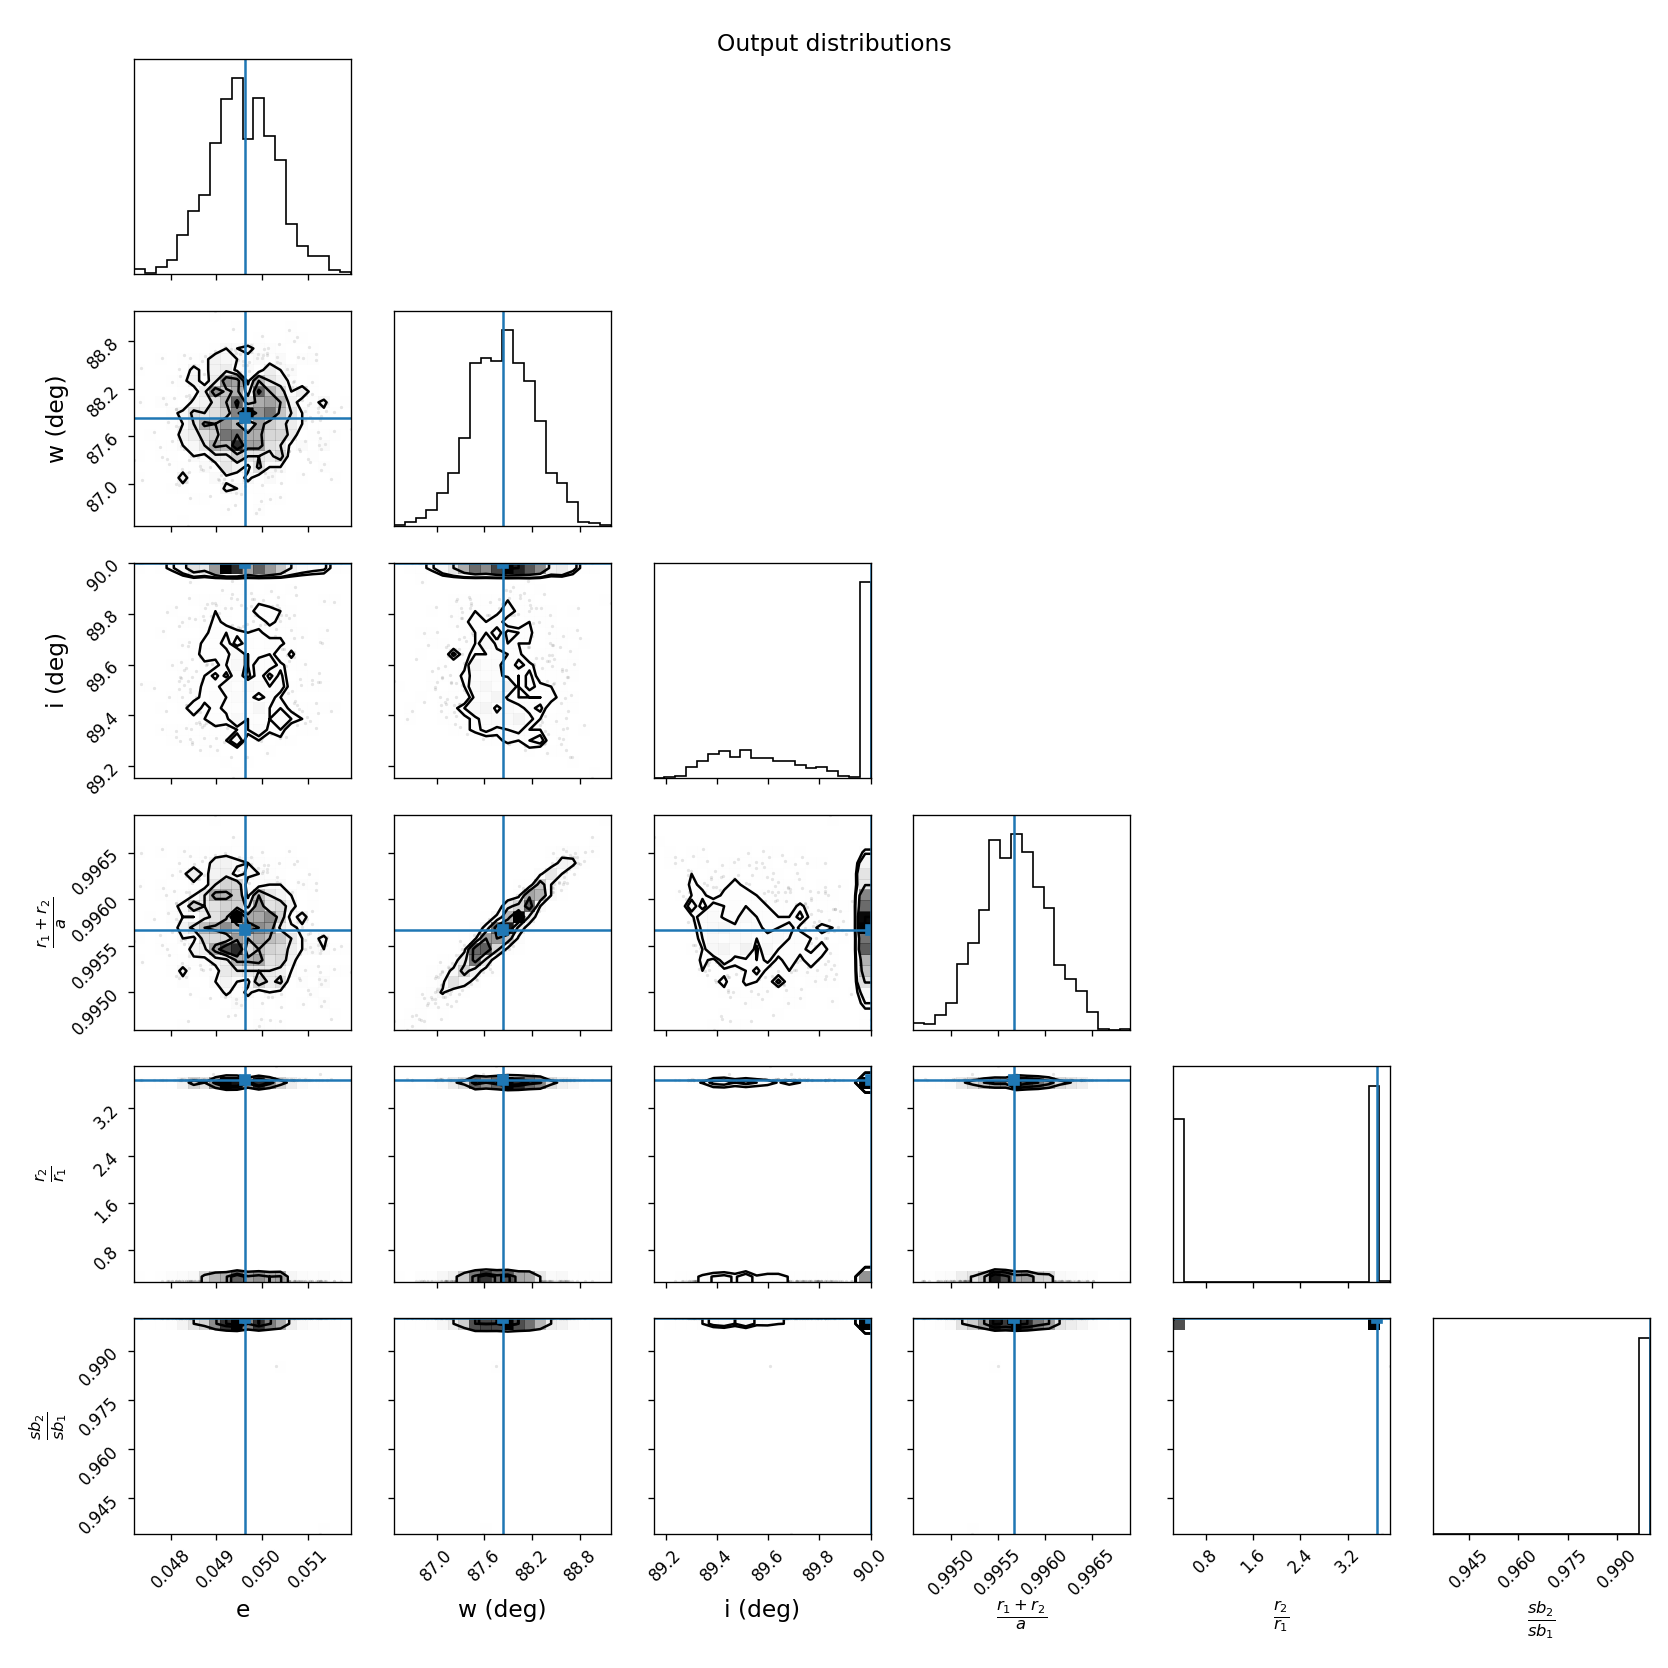 Output distributions
w (deg)
88.8
88.2
87.6
87.0
i (deg)
90.0
89.8
89.6
89.4
89.2
r₁ + r₂
a
0.9965
0.9960
0.9955
0.9950
r₂
r₁
3.2
2.4
1.6
0.8
sb₂
sb₁
0.990
0.975
0.960
0.945
0.048 0.049 0.050 0.051 87.0 87.6 88.2 88.8 89.2 89.4 89.6 89.8 90.0 0.9950 0.9955 0.9960 0.9965 0.8 1.6 2.4 3.2 0.945 0.960 0.975 0.990
e w (deg) i (deg) r₁ + r₂ r₂ sb₂
a r₁ sb₁